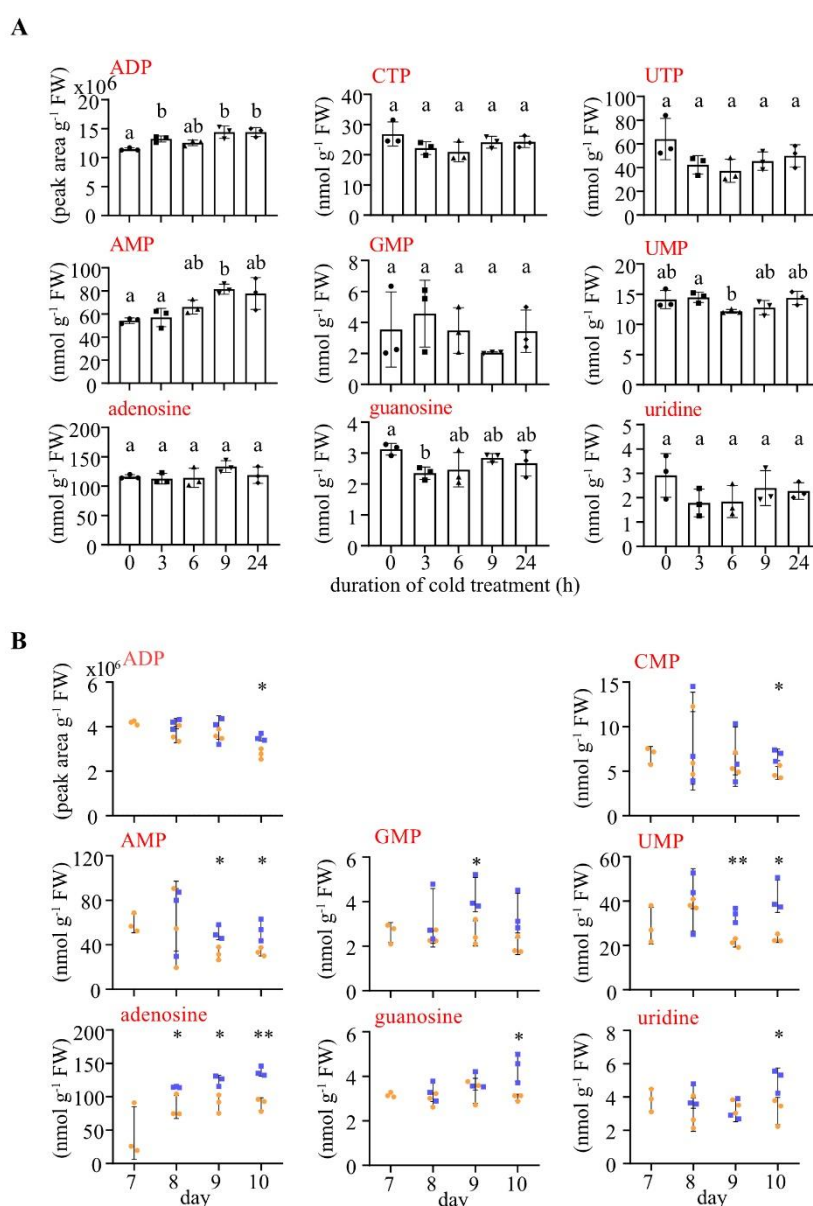 A
ADP
CTP
UTP
x10⁶
(peak area g⁻¹ FW)
15
10
5
0
a
b
ab
b
b
(nmol g⁻¹ FW)
40
30
20
10
0
a
a
a
a
a
(nmol g⁻¹ FW)
80
60
40
20
0
a
a
a
a
a
AMP
GMP
UMP
(nmol g⁻¹ FW)
100
80
60
40
20
0
a
a
ab
b
ab
(nmol g⁻¹ FW)
8
6
4
2
0
a
a
a
a
a
(nmol g⁻¹ FW)
20
15
10
5
0
ab
a
b
ab
ab
adenosine
guanosine
uridine
(nmol g⁻¹ FW)
200
150
100
50
0
a
a
a
a
a
(nmol g⁻¹ FW)
4
3
2
1
0
a
b
ab
ab
ab
(nmol g⁻¹ FW)
5
4
3
2
1
0
a
a
a
a
a
0 3 6 9 24
0 3 6 9 24
0 3 6 9 24
duration of cold treatment (h)
B
ADP
CMP
x10⁶
(peak area g⁻¹ FW)
6
4
2
0
*
(nmol g⁻¹ FW)
15
10
5
0
*
AMP
GMP
UMP
(nmol g⁻¹ FW)
120
80
40
0
*
*
(nmol g⁻¹ FW)
6
4
2
0
*
(nmol g⁻¹ FW)
60
40
20
0
**
*
adenosine
guanosine
uridine
(nmol g⁻¹ FW)
200
150
100
50
0
*
*
**
(nmol g⁻¹ FW)
6
4
2
0
*
(nmol g⁻¹ FW)
8
6
4
2
0
*
7 8 9 10
7 8 9 10
7 8 9 10
day
day
day